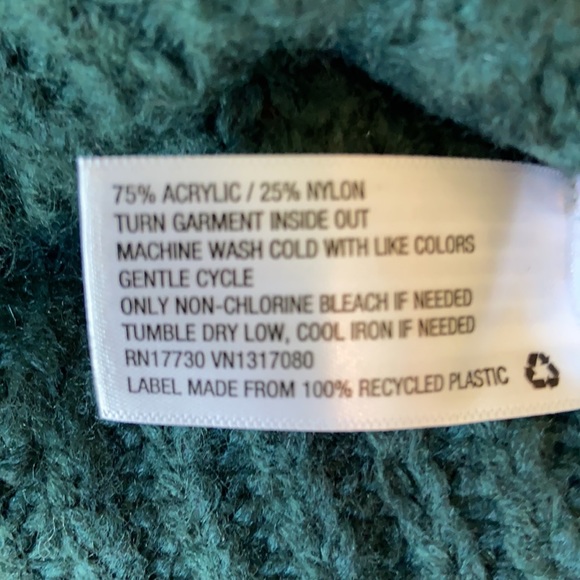 75% ACRYLIC / 25% NYLON
TURN GARMENT INSIDE OUT
MACHINE WASH COLD WITH LIKE COLORS
GENTLE CYCLE
ONLY NON-CHLORINE BLEACH IF NEEDED
TUMBLE DRY LOW, COOL IRON IF NEEDED
RN17730 VN1317080
LABEL MADE FROM 100% RECYCLED PLASTIC